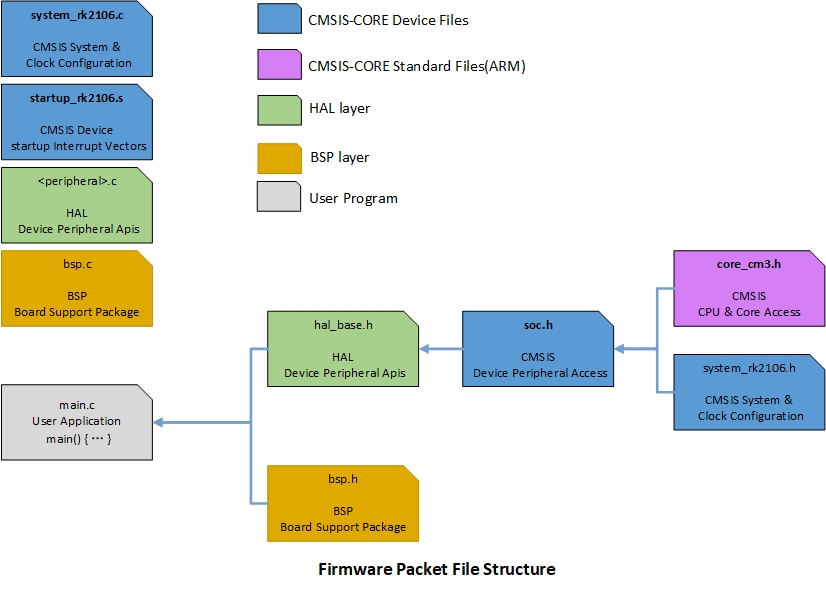 system_rk2106.c
CMSIS System &
Clock Configuration
startup_rk2106.s
CMSIS Device
startup Interrupt Vectors
<peripheral>.c
HAL
Device Peripheral Apis
bsp.c
BSP
Board Support Package
CMSIS-CORE Device Files
CMSIS-CORE Standard Files(ARM)
HAL layer
BSP layer
User Program
main.c
User Application
main() { ··· }
hal_base.h
HAL
Device Peripheral Apis
bsp.h
BSP
Board Support Package
soc.h
CMSIS
Device Peripheral Access
core_cm3.h
CMSIS
CPU & Core Access
system_rk2106.h
CMSIS System &
Clock Configuration
Firmware Packet File Structure